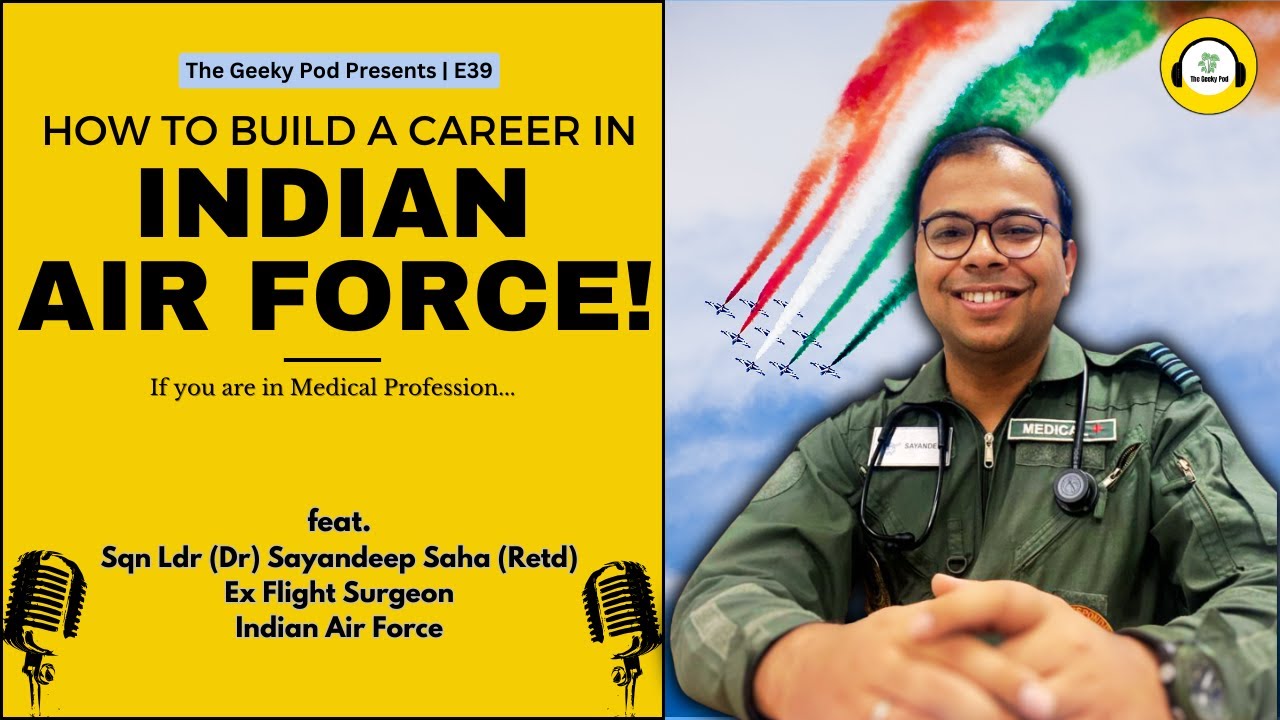 The Geeky Pod Presents | E39
HOW TO BUILD A CAREER IN
INDIAN
AIR FORCE!
If you are in Medical Profession...
feat.
Sqn Ldr (Dr) Sayandeep Saha (Retd)
Ex Flight Surgeon
Indian Air Force
The Geeky Pod
MEDICAL